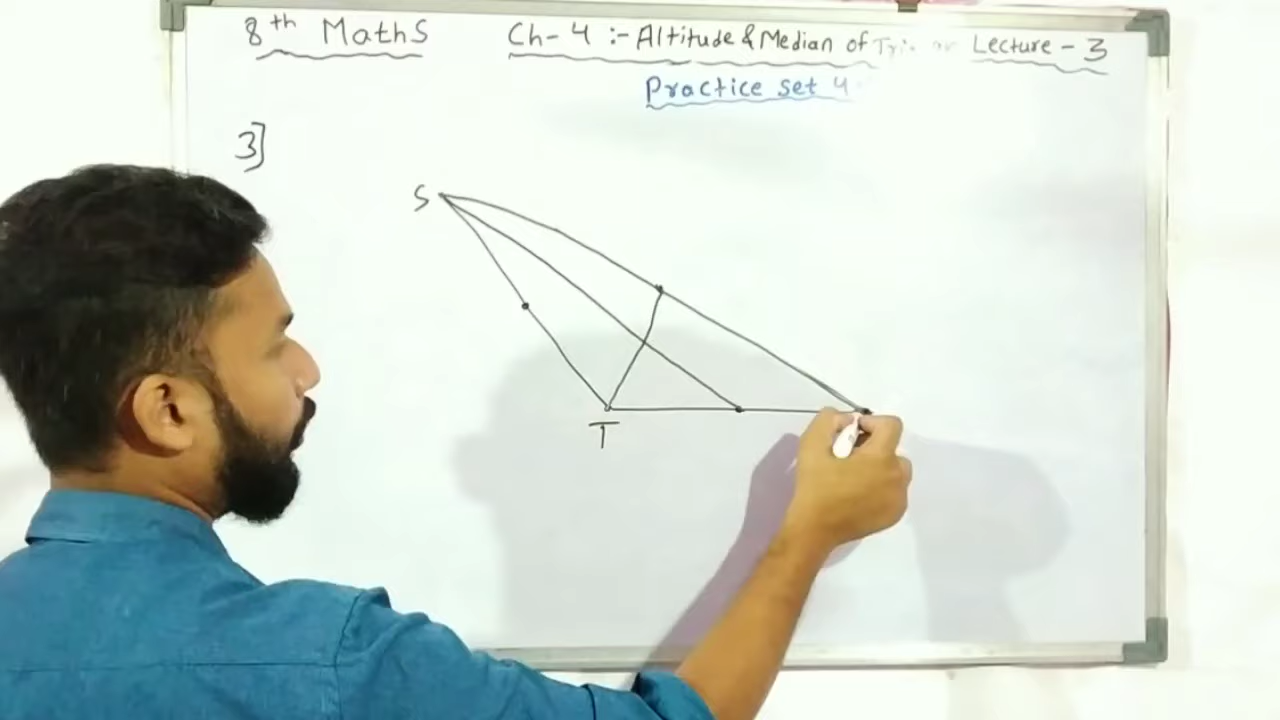 8th Maths Ch-4 :- Altitude & Median of Lecture - 3
Practice set 4
3]
S
T